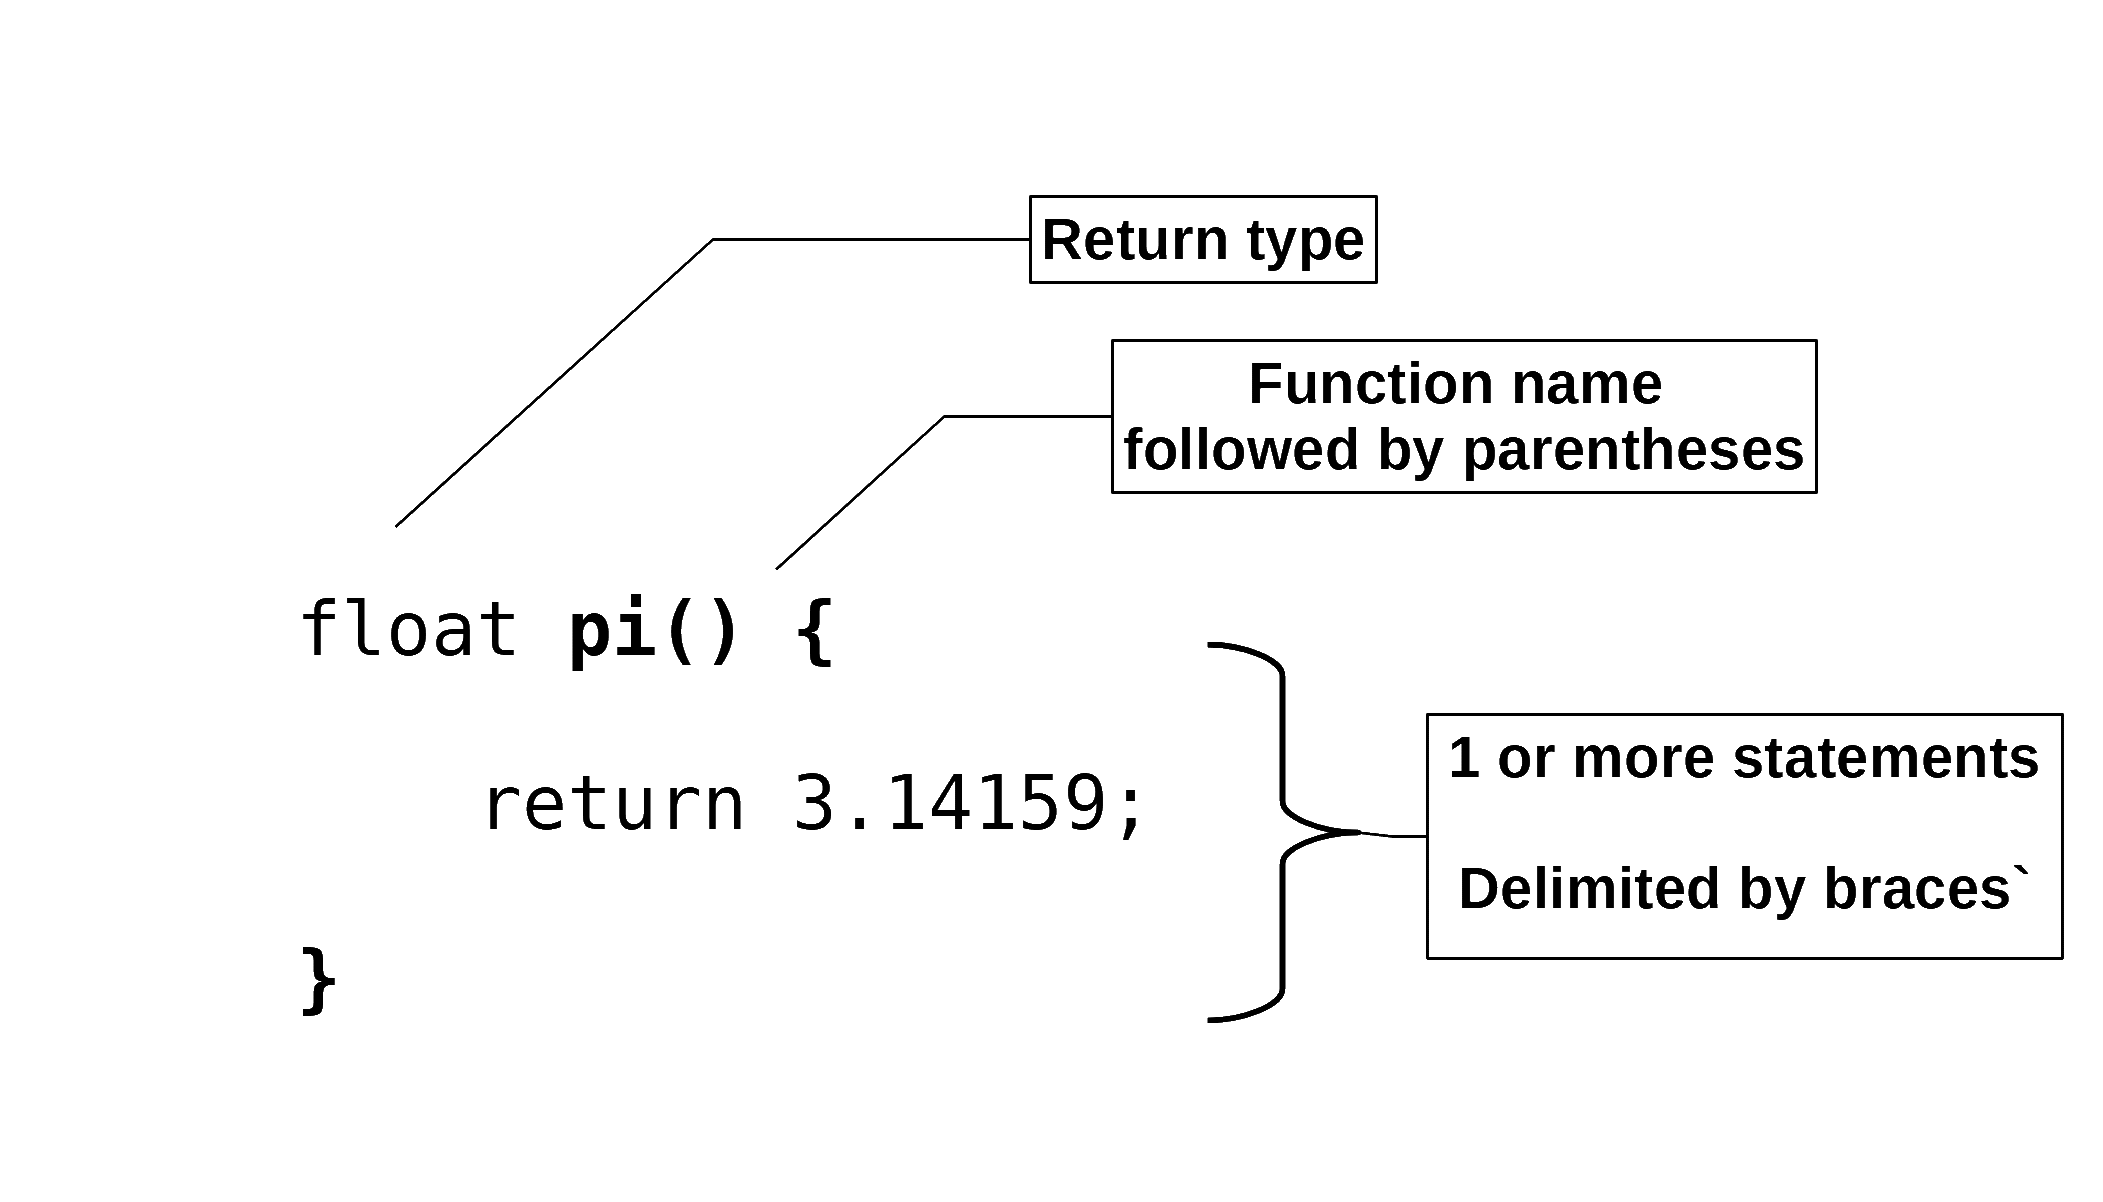 Return type
Function name
followed by parentheses
float pi() {
return 3.14159;
}
1 or more statements
Delimited by braces`